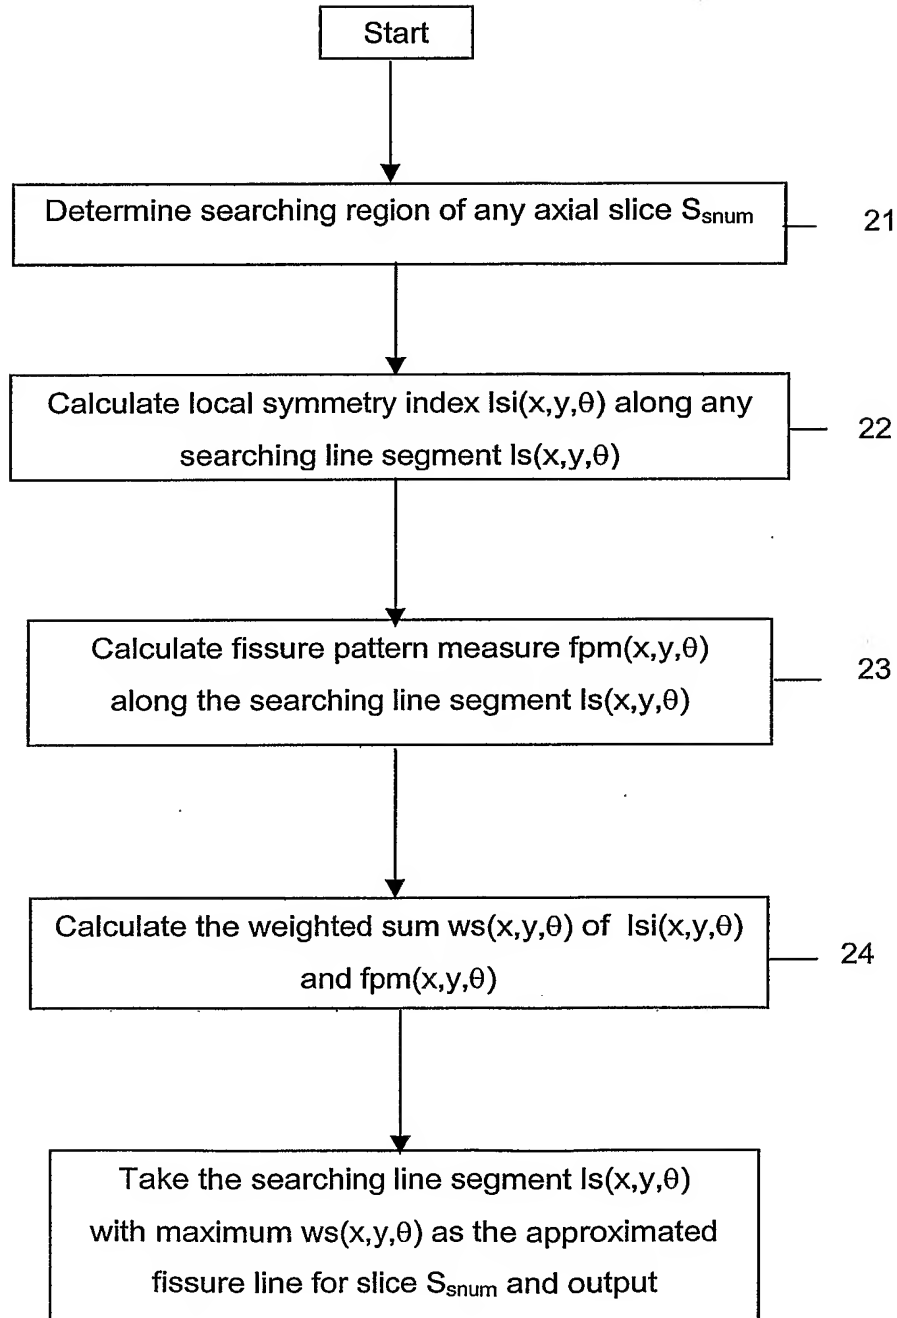 Start
Determine searching region of any axial slice Ssnum
21
Calculate local symmetry index lsi(x,y,θ) along any
searching line segment ls(x,y,θ)
22
Calculate fissure pattern measure fpm(x,y,θ)
along the searching line segment ls(x,y,θ)
23
Calculate the weighted sum ws(x,y,θ) of lsi(x,y,θ)
and fpm(x,y,θ)
24
Take the searching line segment ls(x,y,θ)
with maximum ws(x,y,θ) as the approximated
fissure line for slice Ssnum and output